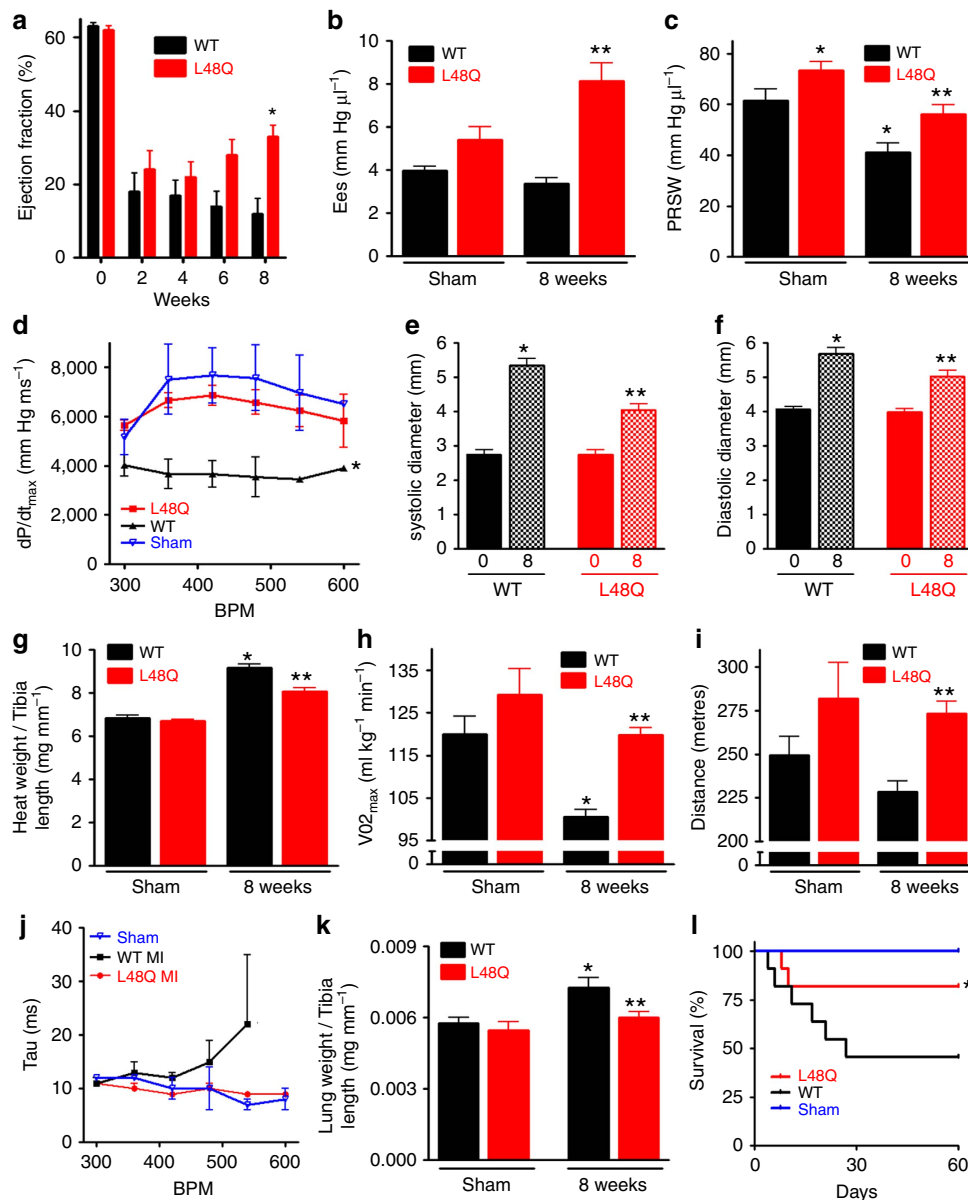 a
Ejection fraction (%)
60
40
20
0
WT
L48Q
*
0 2 4 6 8
Weeks
b
Ees (mm Hg µl⁻¹)
10
8
6
4
2
0
WT
L48Q
**
Sham 8 weeks
c
PRSW (mm Hg µl⁻¹)
80
60
40
20
0
WT
L48Q
*
*
**
Sham 8 weeks
d
dP/dtmax (mm Hg ms⁻¹)
8,000
6,000
4,000
2,000
0
*
L48Q
WT
Sham
300 400 500 600
BPM
e
systolic diameter (mm)
6
4
2
0
*
**
0 8 0 8
WT L48Q
f
Diastolic diameter (mm)
6
4
2
0
*
**
0 8 0 8
WT L48Q
g
Heat weight / Tibia
length (mg mm⁻¹)
10
8
6
4
2
0
WT
L48Q
*
**
Sham 8 weeks
h
V02max (ml kg⁻¹ min⁻¹)
135
125
115
105
95
0
WT
L48Q
*
**
Sham 8 weeks
i
Distance (metres)
300
275
250
225
200
0
WT
L48Q
**
Sham 8 weeks
j
Tau (ms)
40
30
20
10
0
Sham
WT MI
L48Q MI
300 400 500 600
BPM
k
Lung weight / Tibia
length (mg mm⁻¹)
0.009
0.006
0.003
0.000
WT
L48Q
*
**
Sham 8 weeks
l
Survival (%)
100
75
50
25
0
*
L48Q
WT
Sham
0 30 60
Days